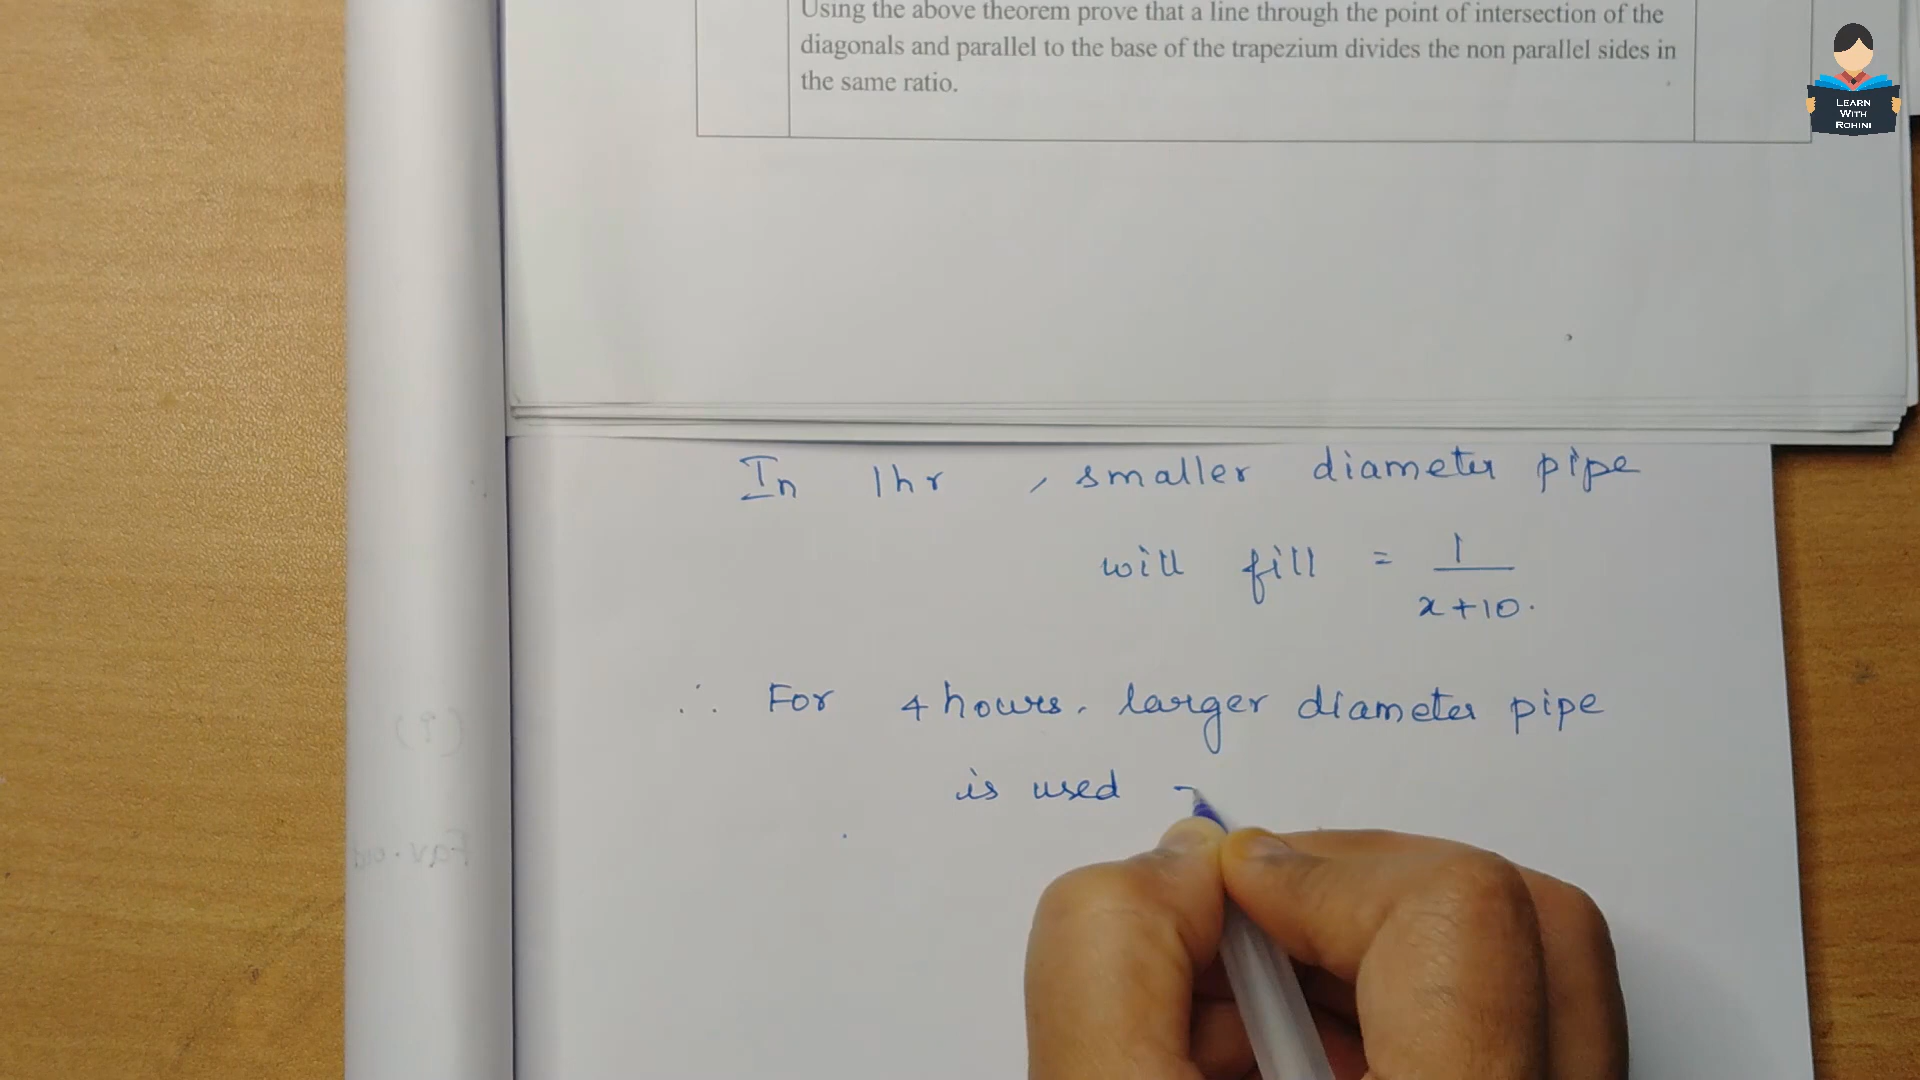 Using the above theorem prove that a line through the point of intersection of the
diagonals and parallel to the base of the trapezium divides the non parallel sides in
the same ratio.
LEARN
WITH
ROHINI
In 1hr , smaller diameter pipe
will fill = 1
x+10.
∴ For 4 hours, larger diameter pipe
is used